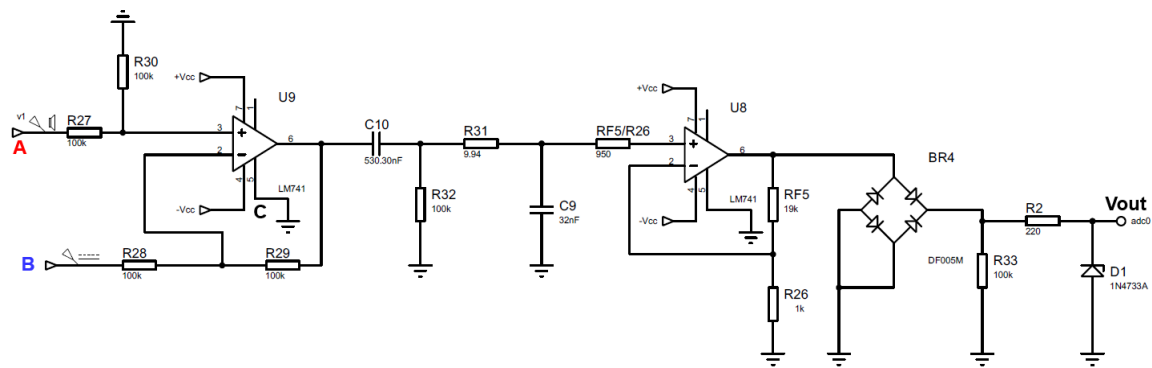 R30
100k
+Vcc
U9
7
1
v1
R27
100k
A
3
2
6
4
5
LM741
-Vcc
C
B
R28
100k
R29
100k
C10
530.30nF
R32
100k
R31
9.94
C9
32nF
RF5/R26
950
+Vcc
U8
7
1
3
2
6
4
5
LM741
-Vcc
RF5
19k
R26
1k
BR4
DF005M
R33
100k
R2
220
Vout
adc0
D1
1N4733A